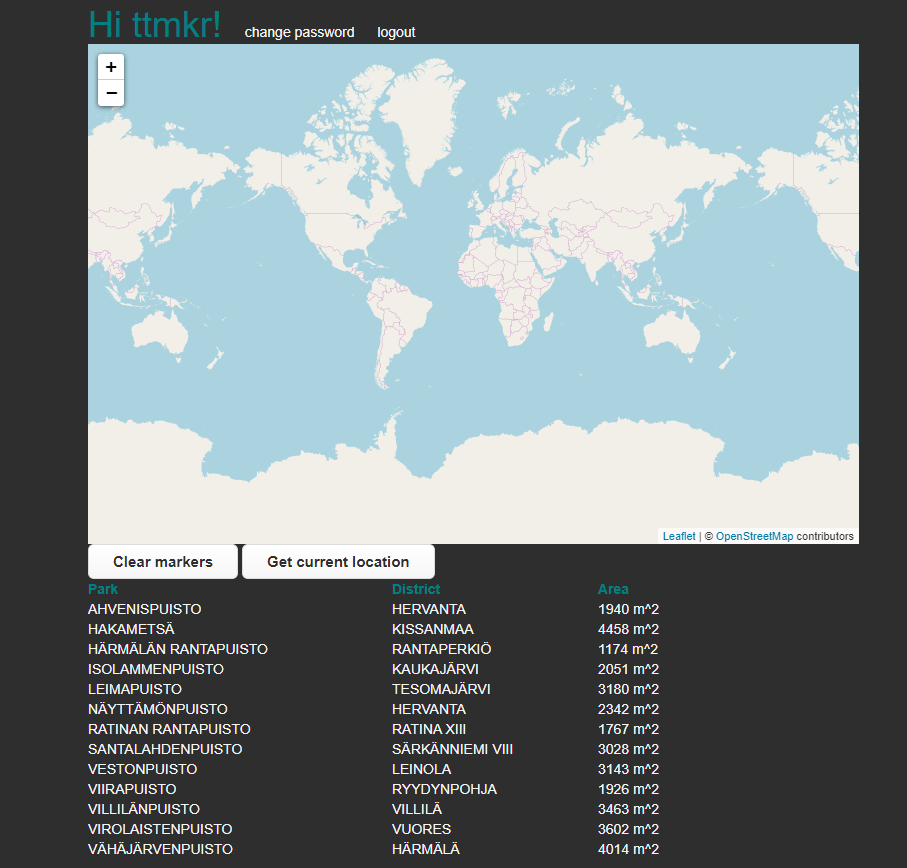 Hi ttmkr! change password logout
+
−
Leaflet | © OpenStreetMap contributors
Clear markers Get current location
Park District Area
AHVENISPUISTO HERVANTA 1940 m^2
HAKAMETSÄ KISSANMAA 4458 m^2
HÄRMÄLÄN RANTAPUISTO RANTAPERKIÖ 1174 m^2
ISOLAMMENPUISTO KAUKAJÄRVI 2051 m^2
LEIMAPUISTO TESOMAJÄRVI 3180 m^2
NÄYTTÄMÖNPUISTO HERVANTA 2342 m^2
RATINAN RANTAPUISTO RATINA XIII 1767 m^2
SANTALAHDENPUISTO SÄRKÄNNIEMI VIII 3028 m^2
VESTONPUISTO LEINOLA 3143 m^2
VIIRAPUISTO RYYDYNPOHJA 1926 m^2
VILLILÄNPUISTO VILLILÄ 3463 m^2
VIROLAISTENPUISTO VUORES 3602 m^2
VÄHÄJÄRVENPUISTO HÄRMÄLÄ 4014 m^2